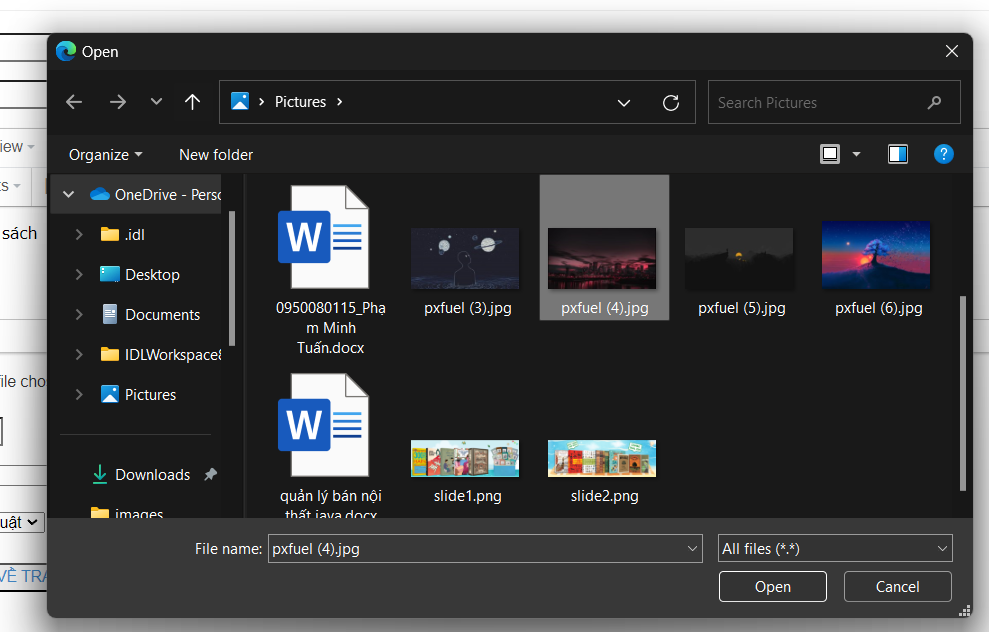 Open
Pictures
Search Pictures
Organize
New folder
iew
OneDrive - Perso
ts
sách
.idl
Desktop
Documents
IDLWorkspace8
file cho
Pictures
Downloads
images
uật
VỀ TRA
W
0950080115_Phạ
m Minh
Tuấn.docx
pxfuel (3).jpg
pxfuel (4).jpg
pxfuel (5).jpg
pxfuel (6).jpg
W
quản lý bán nội
thất java.docx
slide1.png
slide2.png
File name:
pxfuel (4).jpg
All files (*.*)
Open
Cancel